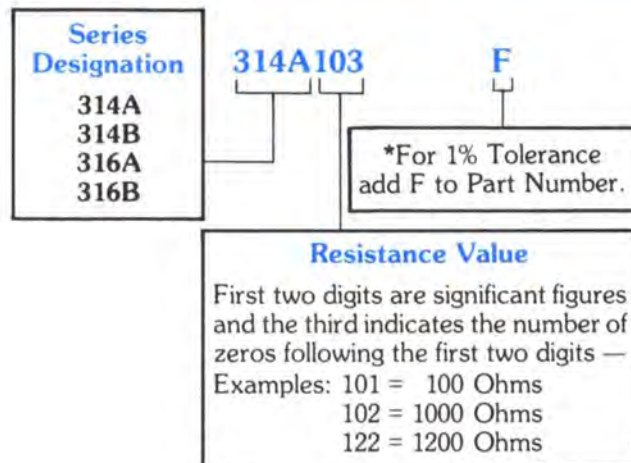 Series
Designation
314A
314B
316A
316B
314A103 F
*For 1% Tolerance
add F to Part Number.
Resistance Value
First two digits are significant figures
and the third indicates the number of
zeros following the first two digits —
Examples: 101 = 100 Ohms
102 = 1000 Ohms
122 = 1200 Ohms